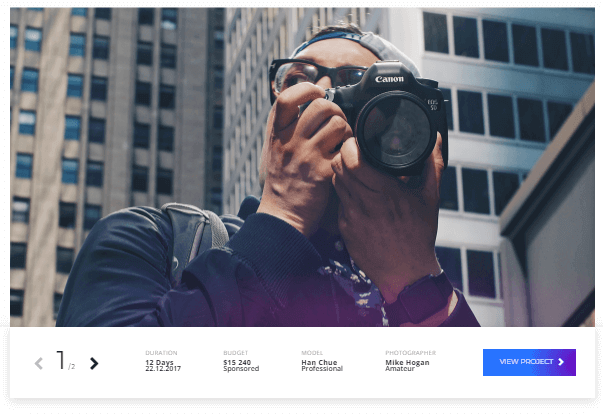 Canon
EOS
5D
1 /2
DURATION
12 Days
22.12.2017
BUDGET
$15 240
Sponsored
MODEL
Han Chue
Professional
PHOTOGRAPHER
Mike Hogan
Amateur
VIEW PROJECT